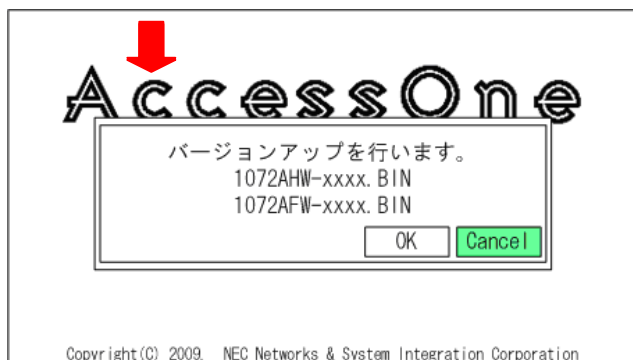 AccessOne
バージョンアップを行います。
1072AHW-xxxx.BIN
1072AFW-xxxx.BIN
OK Cancel
Copyright(C) 2009. NEC Networks & System Integration Corporation